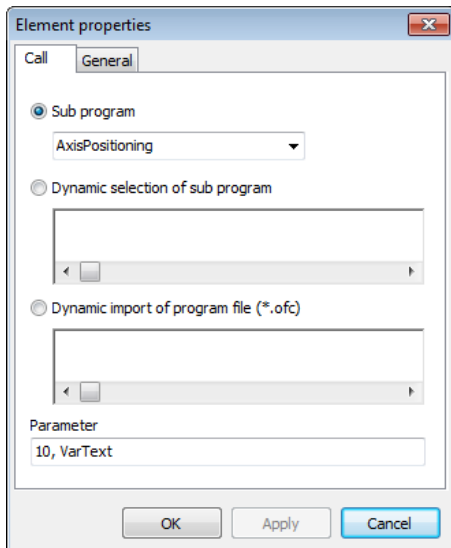 Element properties
Call
General
Sub program
AxisPositioning
Dynamic selection of sub program
Dynamic import of program file (*.ofc)
Parameter
10, VarText
OK
Apply
Cancel